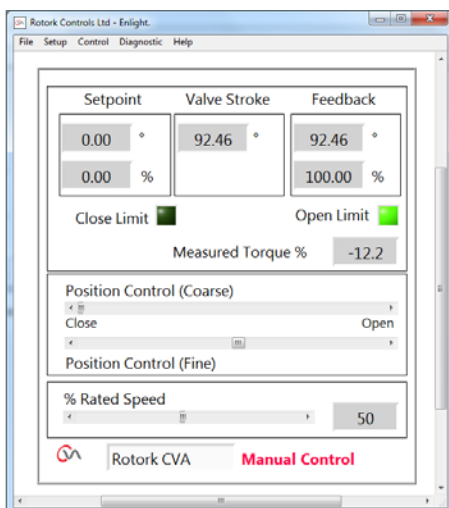 Rotork Controls Ltd - Enlight.
File Setup Control Diagnostic Help
Setpoint Valve Stroke Feedback
0.00 ° 92.46 ° 92.46 °
0.00 % 100.00 %
Close Limit Open Limit
Measured Torque % -12.2
Position Control (Coarse)
Close Open
Position Control (Fine)
% Rated Speed
50
Rotork CVA Manual Control